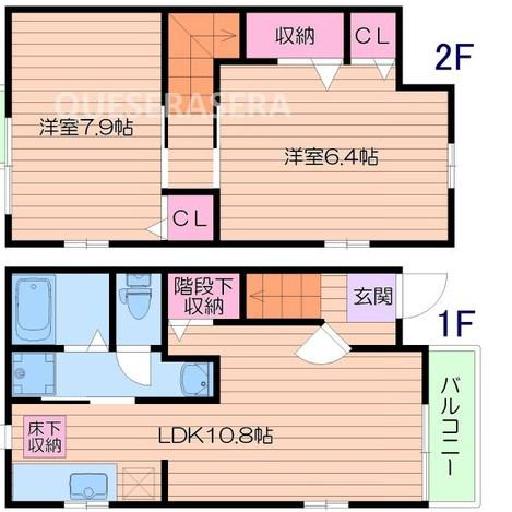 収納
CL
2F
QUESERASERA
洋室7.9帖
洋室6.4帖
CL
階段下
収納
玄関
1F
バルコニー
床下
収納
LDK10.8帖